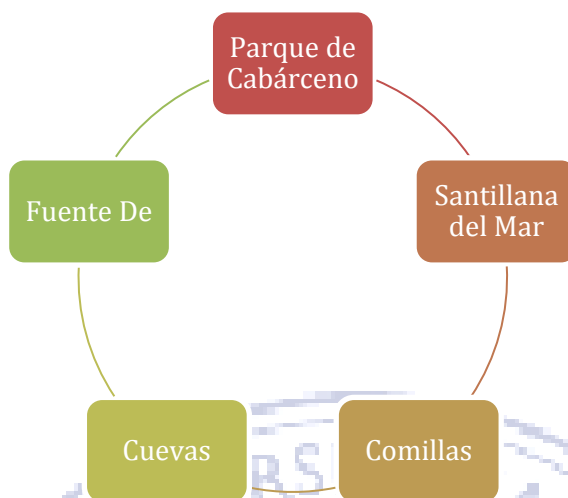 Parque de
Cabárceno
Santillana
del Mar
Comillas
Cuevas
Fuente De